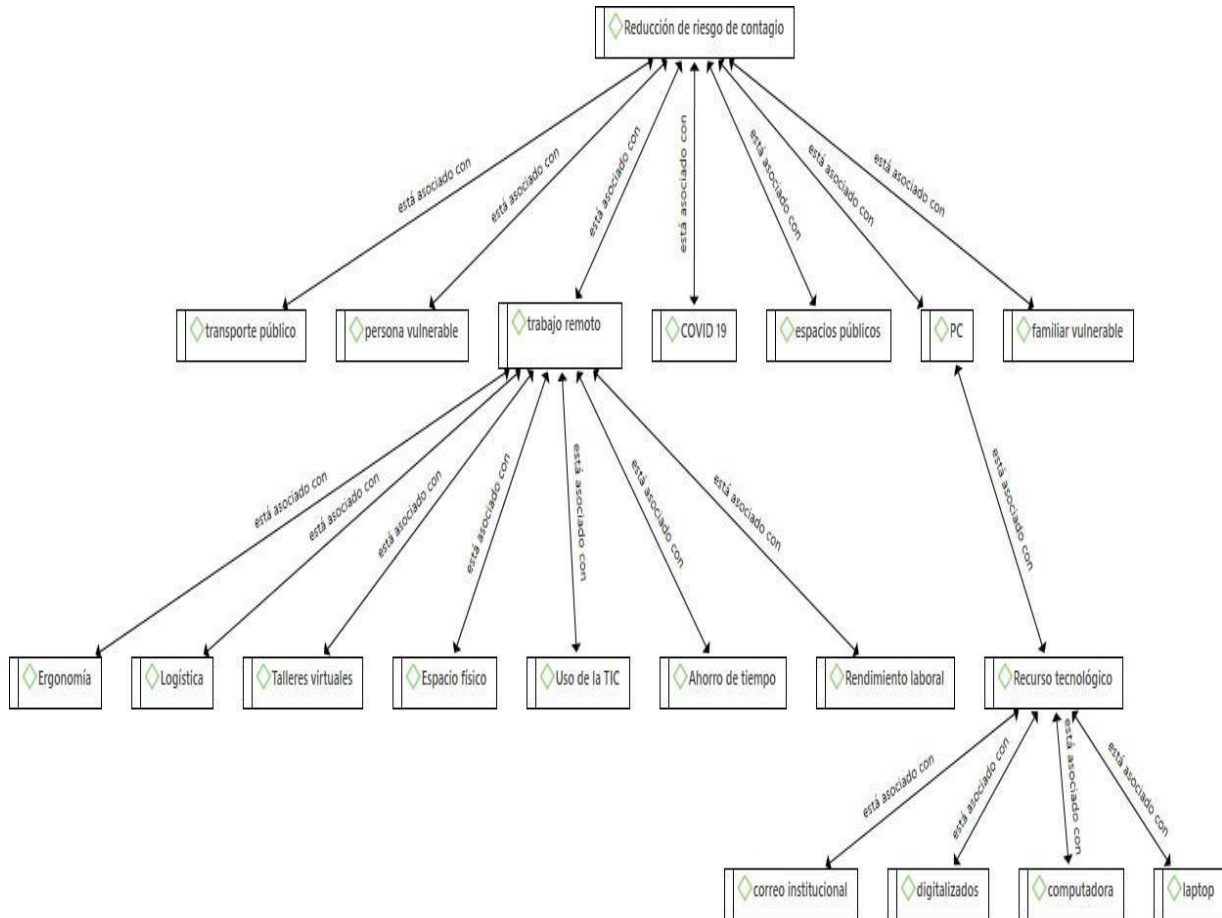 Reducción de riesgo de contagio
está asociado con
está asociado con
está asociado con
está asociado con
está asociado con
está asociado con
está asociado con
transporte público
persona vulnerable
trabajo remoto
COVID 19
espacios públicos
PC
familiar vulnerable
está asociado con
está asociado con
está asociado con
está asociado con
está asociado con
está asociado con
está asociado con
está asociado con
Ergonomía
Logística
Talleres virtuales
Espacio físico
Uso de la TIC
Ahorro de tiempo
Rendimiento laboral
Recurso tecnológico
está asociado con
está asociado con
está asociado con
está asociado con
correo institucional
digitalizados
computadora
laptop